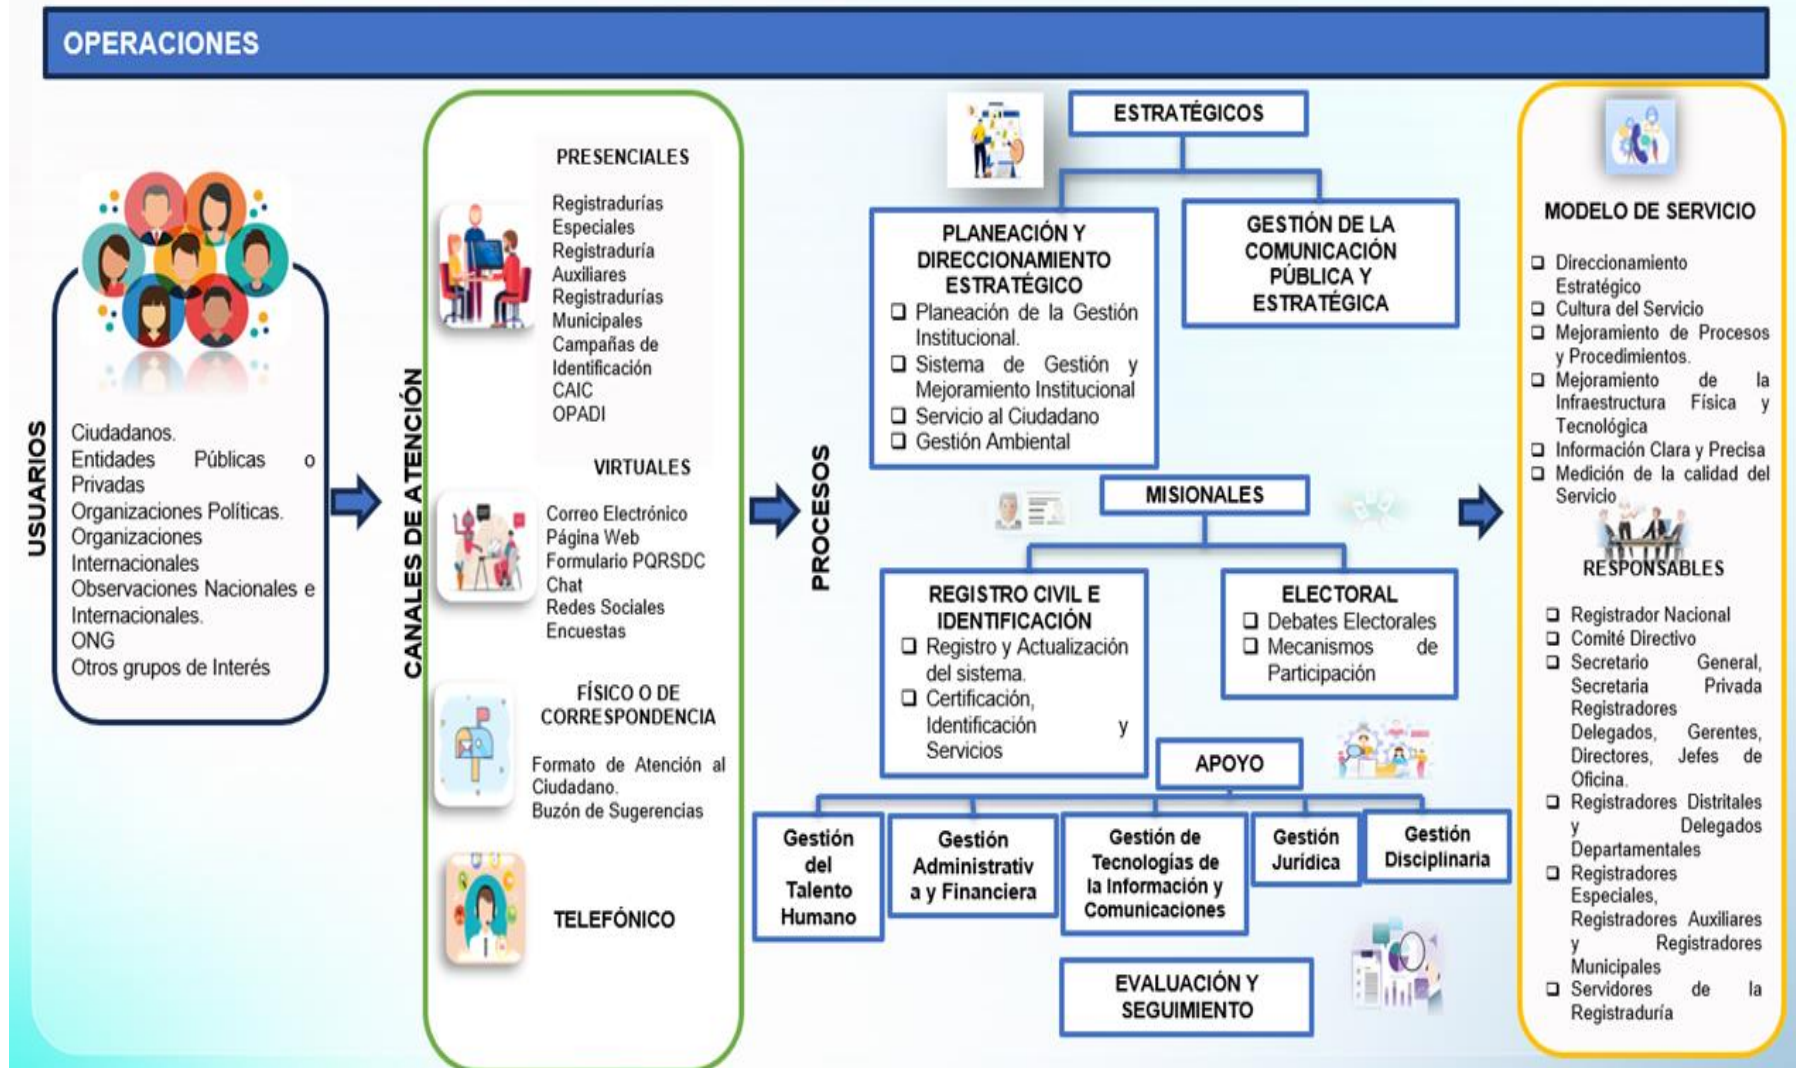 OPERACIONES
USUARIOS
Ciudadanos.
Entidades Públicas o
Privadas
Organizaciones Políticas.
Organizaciones
Internacionales
Observaciones Nacionales e
Internacionales.
ONG
Otros grupos de Interés
CANALES DE ATENCIÓN
PRESENCIALES
Registradurías
Especiales
Registraduría
Auxiliares
Registradurías
Municipales
Campañas de
Identificación
CAIC
OPADI
VIRTUALES
Correo Electrónico
Página Web
Formulario PQRSDC
Chat
Redes Sociales
Encuestas
FÍSICO O DE
CORRESPONDENCIA
Formato de Atención al
Ciudadano.
Buzón de Sugerencias
TELEFÓNICO
PROCESOS
ESTRATÉGICOS
PLANEACIÓN Y
DIRECCIONAMIENTO
ESTRATÉGICO
Planeación de la Gestión
Institucional.
Sistema de Gestión y
Mejoramiento Institucional
Servicio al Ciudadano
Gestión Ambiental
GESTIÓN DE LA
COMUNICACIÓN
PÚBLICA Y
ESTRATÉGICA
MISIONALES
REGISTRO CIVIL E
IDENTIFICACIÓN
Registro y Actualización
del sistema.
Certificación,
Identificación y
Servicios
ELECTORAL
Debates Electorales
Mecanismos de
Participación
APOYO
Gestión
del
Talento
Humano
Gestión
Administrativ
a y Financiera
Gestión de
Tecnologías de
la Información y
Comunicaciones
Gestión
Jurídica
Gestión
Disciplinaria
EVALUACIÓN Y
SEGUIMIENTO
MODELO DE SERVICIO
Direccionamiento
Estratégico
Cultura del Servicio
Mejoramiento de Procesos
y Procedimientos.
Mejoramiento de la
Infraestructura Física y
Tecnológica
Información Clara y Precisa
Medición de la calidad del
Servicio
RESPONSABLES
Registrador Nacional
Comité Directivo
Secretario General,
Secretaria Privada
Registradores
Delegados, Gerentes,
Directores, Jefes de
Oficina.
Registradores Distritales
y Delegados
Departamentales
Registradores
Especiales,
Registradores Auxiliares
y Registradores
Municipales
Servidores de la
Registraduría